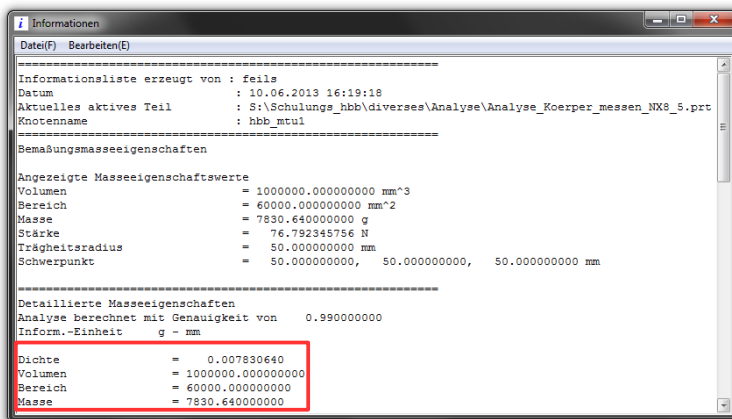 Informationen
Datei(F) Bearbeiten(E)
============================================================
Informationsliste erzeugt von : feils
Datum : 10.06.2013 16:19:18
Aktuelles aktives Teil : S:\Schulungs_hbb\diverses\Analyse\Analyse_Koerper_messen_NX8_5.prt
Knotenname : hbb_mtu1
============================================================
Bemaßungsmasseeigenschaften
Angezeigte Masseeigenschaftswerte
Volumen = 1000000.000000000 mm^3
Bereich = 60000.000000000 mm^2
Masse = 7830.640000000 g
Stärke = 76.792345756 N
Trägheitsradius = 50.000000000 mm
Schwerpunkt = 50.000000000, 50.000000000, 50.000000000 mm
============================================================
Detaillierte Masseeigenschaften
Analyse berechnet mit Genauigkeit von 0.990000000
Inform.-Einheit g - mm
Dichte = 0.007830640
Volumen = 1000000.000000000
Bereich = 60000.000000000
Masse = 7830.640000000